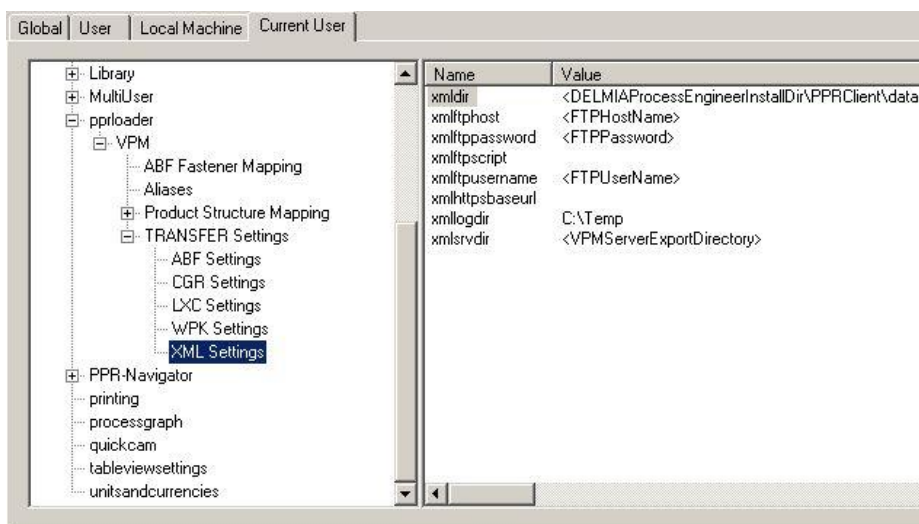 Global User Local Machine Current User
Library
MultiUser
pprloader
VPM
ABF Fastener Mapping
Aliases
Product Structure Mapping
TRANSFER Settings
ABF Settings
CGR Settings
LXC Settings
WPK Settings
XML Settings
PPR-Navigator
printing
processgraph
quickcam
tableviewsettings
unitsandcurrencies
Name Value
xmldir <DELMIAProcessEngineerInstallDir\PPRClient\data
xmlftphost <FTPHostName>
xmlftppassword <FTPPassword>
xmlftpscript
xmlftpusername <FTPUserName>
xmlhttpsbaseurl
xmllogdir C:\Temp
xmlsrvdir <VPMServerExportDirectory>